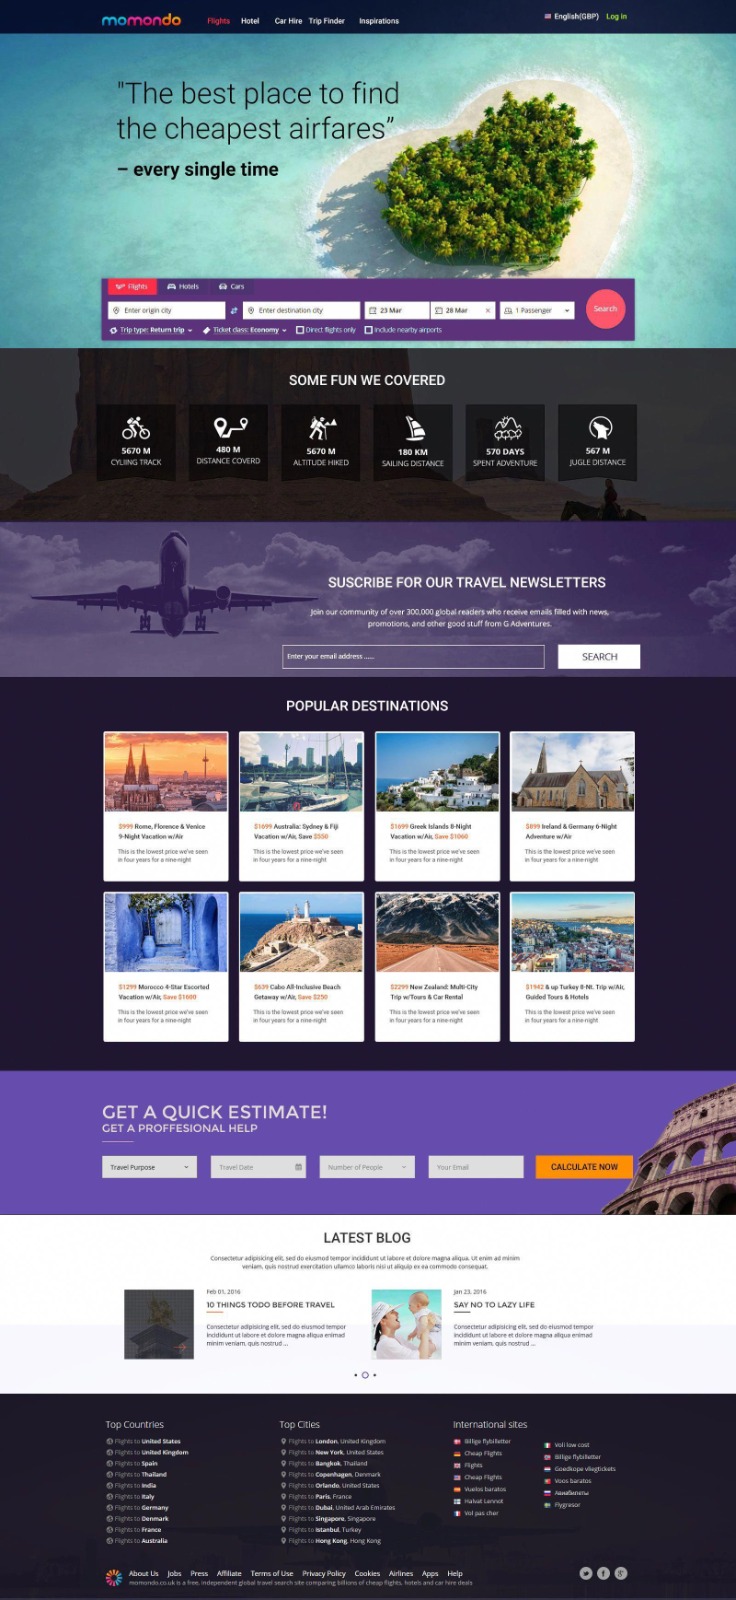 momondo
Flights Hotel Car Hire Trip Finder Inspirations
English(GBP) Log in
"The best place to find
the cheapest airfares”
– every single time
Flights Hotels Cars
Enter origin city Enter destination city 23 Mar 28 Mar × 1 Passenger Search
Trip type: Return trip Ticket class: Economy Direct flights only Include nearby airports
SOME FUN WE COVERED
5670 M
CYLIING TRACK
480 M
DISTANCE COVERD
5670 M
ALTITUDE HIKED
180 KM
SAILING DISTANCE
570 DAYS
SPENT ADVENTURE
567 M
JUGLE DISTANCE
SUSCRIBE FOR OUR TRAVEL NEWSLETTERS
Join our community of over 300,000 global readers who receive emails filled with news,
promotions, and other good stuff from G Adventures.
Enter your email address ...... SEARCH
POPULAR DESTINATIONS
$999 Rome, Florence & Venice
9-Night Vacation w/Air
This is the lowest price we've seen
in four years for a nine-night
$1699 Australia: Sydney & Fiji
Vacation w/Air, Save $550
This is the lowest price we've seen
in four years for a nine-night
$1699 Greek Islands 8-Night
Vacation w/Air, Save $1060
This is the lowest price we've seen
in four years for a nine-night
$899 Ireland & Germany 6-Night
Adventure w/Air
This is the lowest price we've seen
in four years for a nine-night
$1299 Morocco 4-Star Escorted
Vacation w/Air, Save $1600
This is the lowest price we've seen
in four years for a nine-night
$639 Cabo All-Inclusive Beach
Getaway w/Air, Save $250
This is the lowest price we've seen
in four years for a nine-night
$2299 New Zealand: Multi-City
Trip w/Tours & Car Rental
This is the lowest price we've seen
in four years for a nine-night
$1942 & up Turkey 8-Nt. Trip w/Air,
Guided Tours & Hotels
This is the lowest price we've seen
in four years for a nine-night
GET A QUICK ESTIMATE!
GET A PROFFESIONAL HELP
Travel Purpose Travel Date Number of People Your Email CALCULATE NOW
LATEST BLOG
Consectetur adipisicing elit, sed do eiusmod tempor incididunt ut labore et dolore magna aliqua. Ut enim ad minim
veniam, quis nostrud exercitation ullamco laboris nisi ut aliquip ex ea commodo consequat.
Feb 01, 2016
10 THINGS TODO BEFORE TRAVEL
Consectetur adipisicing elit, sed do eiusmod tempor
incididunt ut labore et dolore magna aliqua enimad
minim veniam, quis nostrud ...
Jan 23, 2016
SAY NO TO LAZY LIFE
Consectetur adipisicing elit, sed do eiusmod tempor
incididunt ut labore et dolore magna aliqua enimad
minim veniam, quis nostrud ...
Top Countries
Flights to United States
Flights to United Kingdom
Flights to Spain
Flights to Thailand
Flights to India
Flights to Italy
Flights to Germany
Flights to Denmark
Flights to France
Flights to Australia
Top Cities
Flights to London, United Kingdom
Flights to New York, United States
Flights to Bangkok, Thailand
Flights to Copenhagen, Denmark
Flights to Orlando, United States
Flights to Paris, France
Flights to Dubai, United Arab Emirates
Flights to Singapore, Singapore
Flights to Istanbul, Turkey
Flights to Hong Kong, Hong Kong
International sites
Billige flybilletter
Cheap Flights
Flights
Cheap Flights
Vuelos baratos
Halvat Lennot
Vol pas cher
Voli low cost
Billige flybilletter
Goedkope vliegtickets
Voos baratos
Авиабилеты
Flygresor
About Us Jobs Press Affiliate Terms of Use Privacy Policy Cookies Airlines Apps Help
momondo.co.uk is a free, independent global travel search site comparing billions of cheap flights, hotels and car hire deals